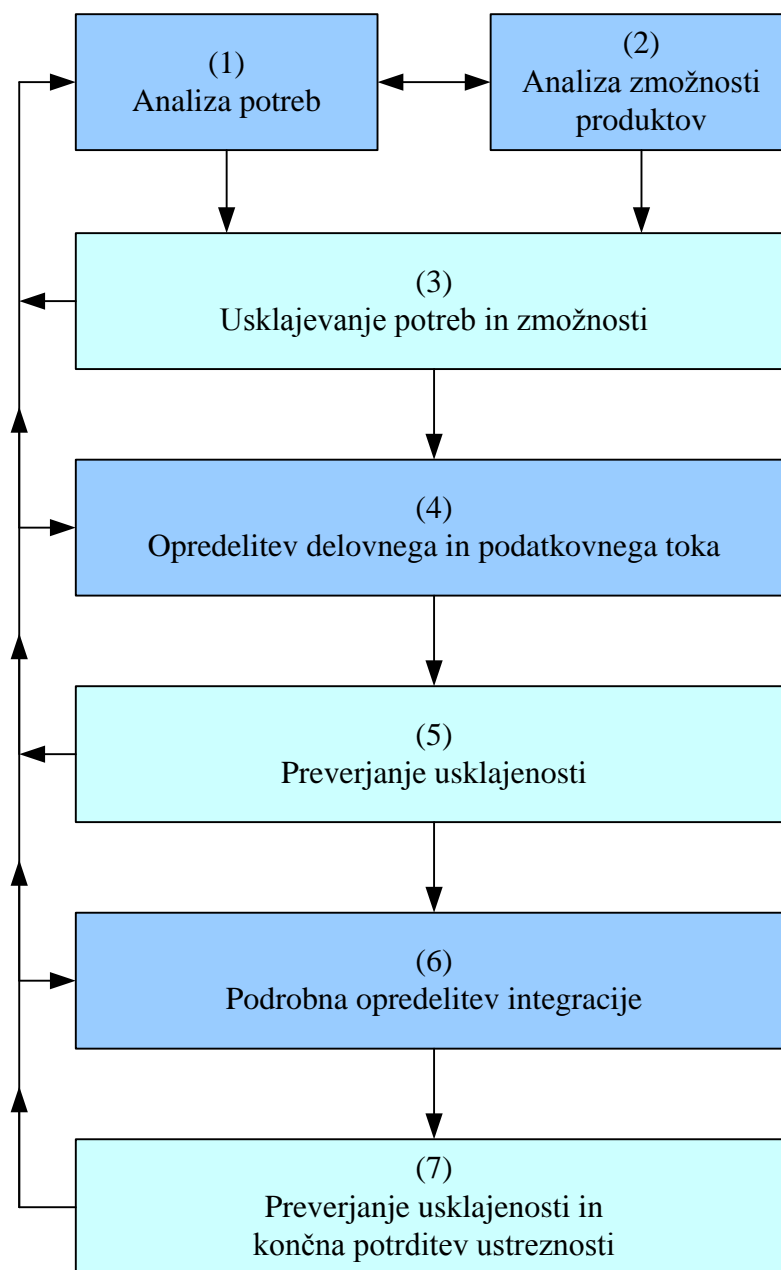 (1)
Analiza potreb
(2)
Analiza zmožnosti
produktov
(3)
Usklajevanje potreb in zmožnosti
(4)
Opredelitev delovnega in podatkovnega toka
(5)
Preverjanje usklajenosti
(6)
Podrobna opredelitev integracije
(7)
Preverjanje usklajenosti in
končna potrditev ustreznosti